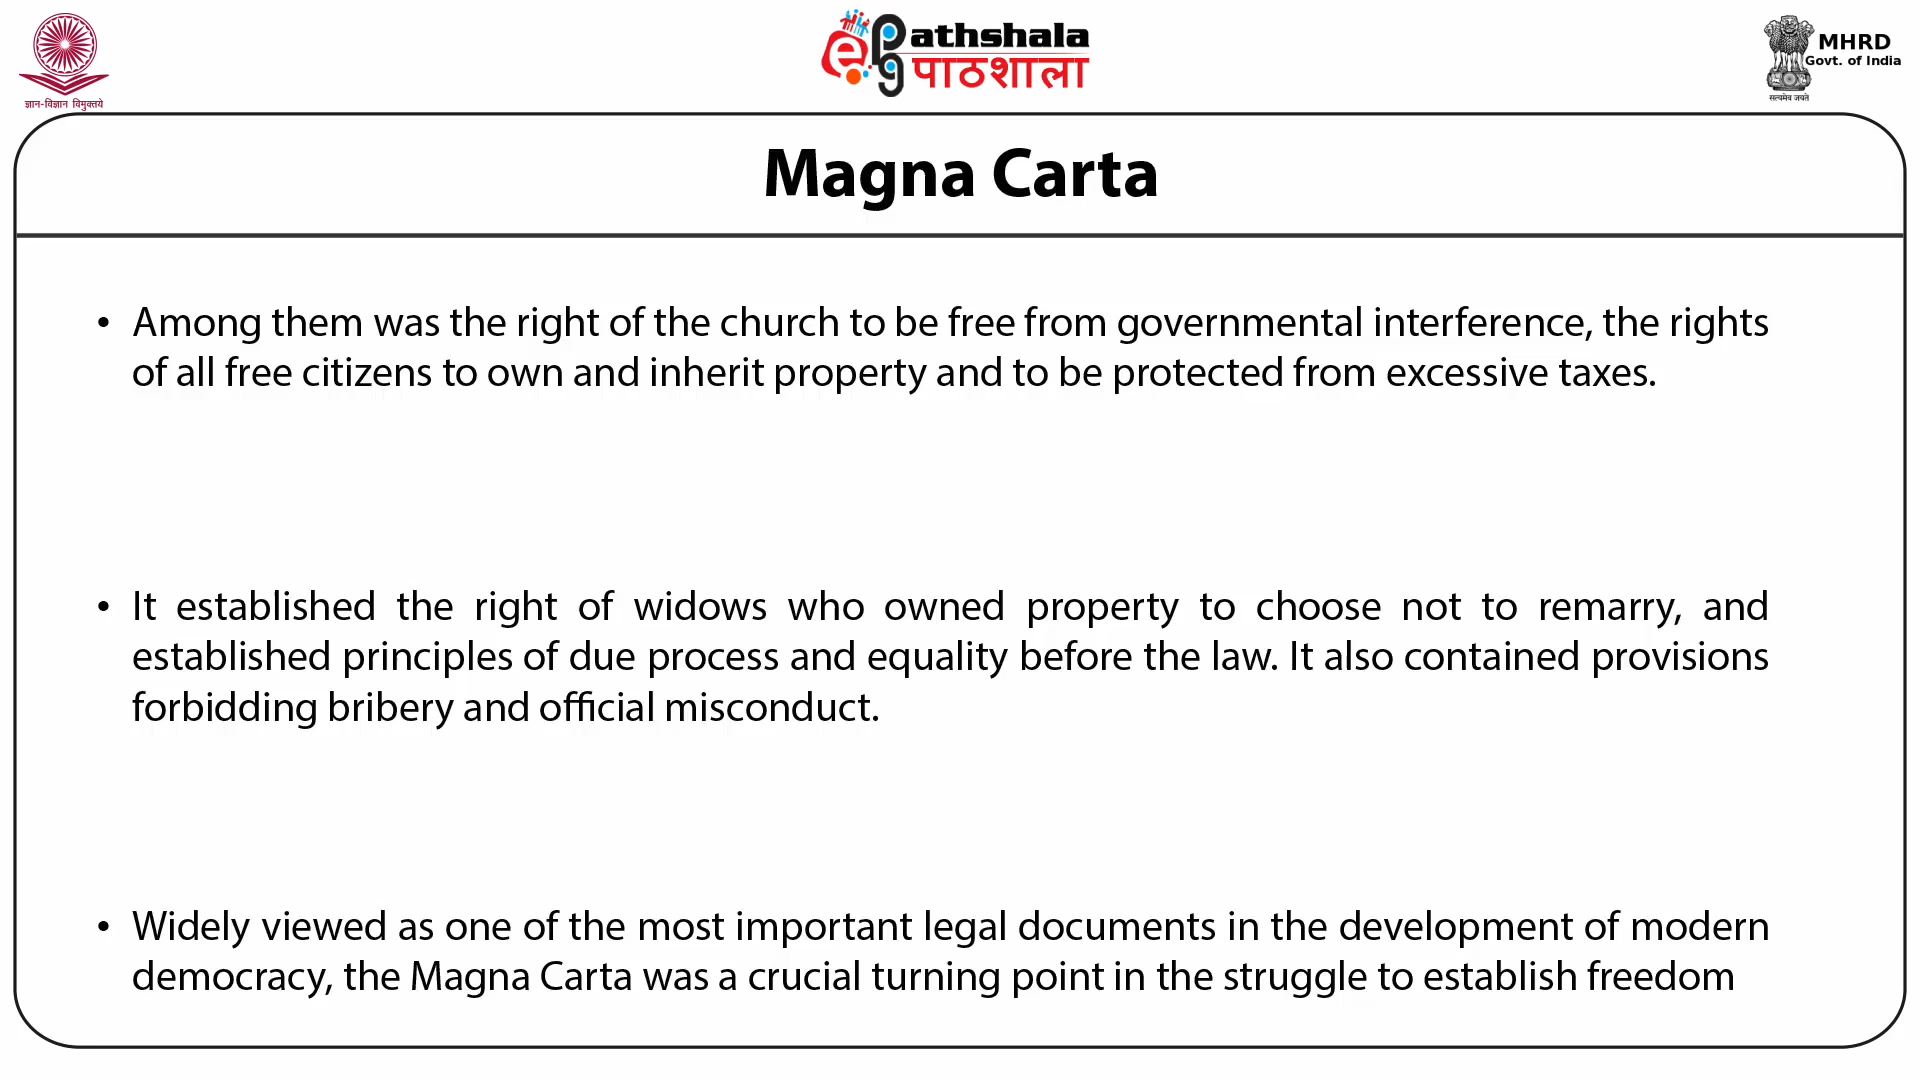 ज्ञान-विज्ञान विमुक्तये
ePathshala
पाठशाला
MHRD
Govt. of India
सत्यमेव जयते
Magna Carta
• Among them was the right of the church to be free from governmental interference, the rights
of all free citizens to own and inherit property and to be protected from excessive taxes.
• It established the right of widows who owned property to choose not to remarry, and
established principles of due process and equality before the law. It also contained provisions
forbidding bribery and official misconduct.
• Widely viewed as one of the most important legal documents in the development of modern
democracy, the Magna Carta was a crucial turning point in the struggle to establish freedom